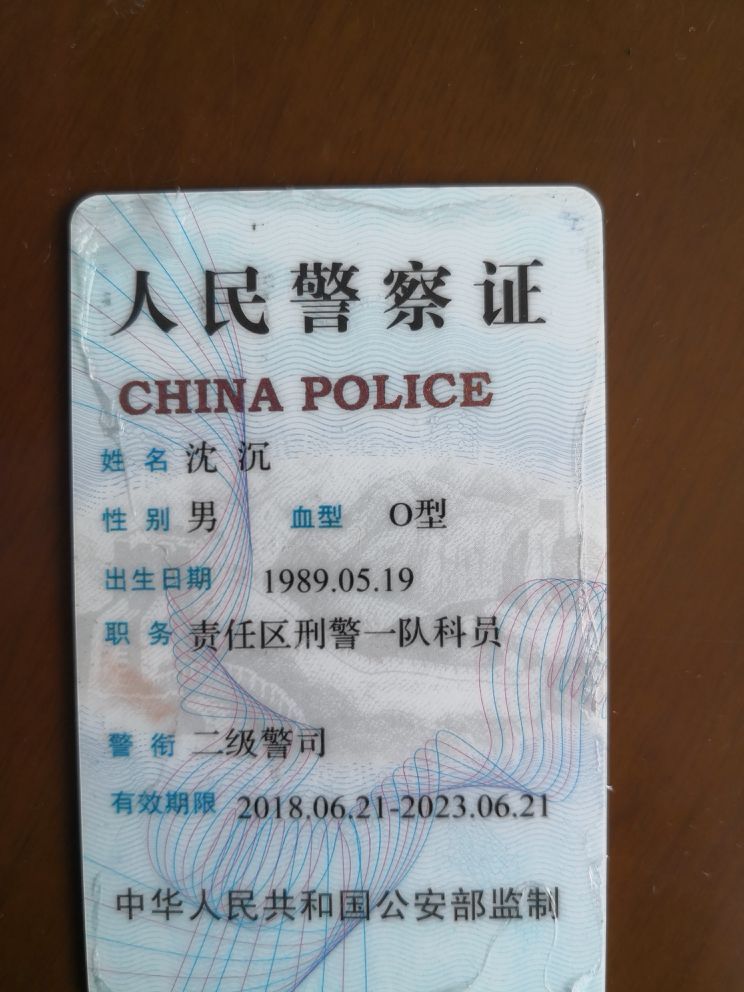 人民警察证
CHINA POLICE
姓 名 沈 沉
性 别 男 血型 O型
出生日期 1989.05.19
职 务 责任区刑警一队科员
警 衔 二级警司
有效期限 2018.06.21-2023.06.21
中华人民共和国公安部监制